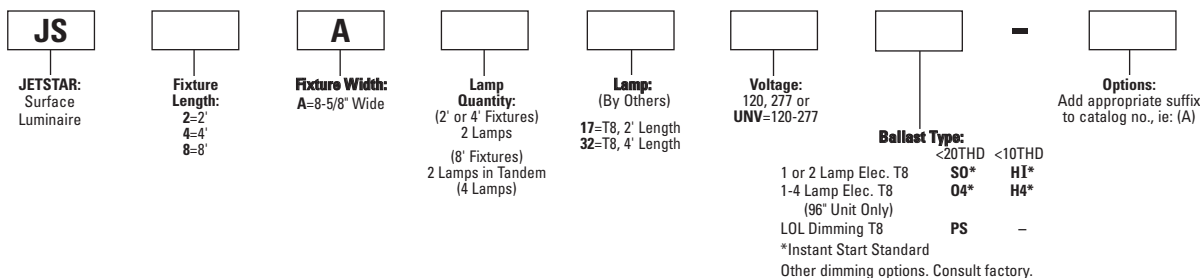 JS
A
-
JETSTAR:
Surface
Luminaire
Fixture
Length:
2=2'
4=4'
8=8'
Fixture Width:
A=8-5/8" Wide
Lamp
Quantity:
(2' or 4' Fixtures)
2 Lamps
(8' Fixtures)
2 Lamps in Tandem
(4 Lamps)
Lamp:
(By Others)
17=T8, 2' Length
32=T8, 4' Length
Voltage:
120, 277 or
UNV=120-277
Ballast Type:
<20THD <10THD
1 or 2 Lamp Elec. T8 SO* HI*
1-4 Lamp Elec. T8 O4* H4*
(96" Unit Only)
LOL Dimming T8 PS –
*Instant Start Standard
Other dimming options. Consult factory.
Options:
Add appropriate suffix
to catalog no., ie: (A)